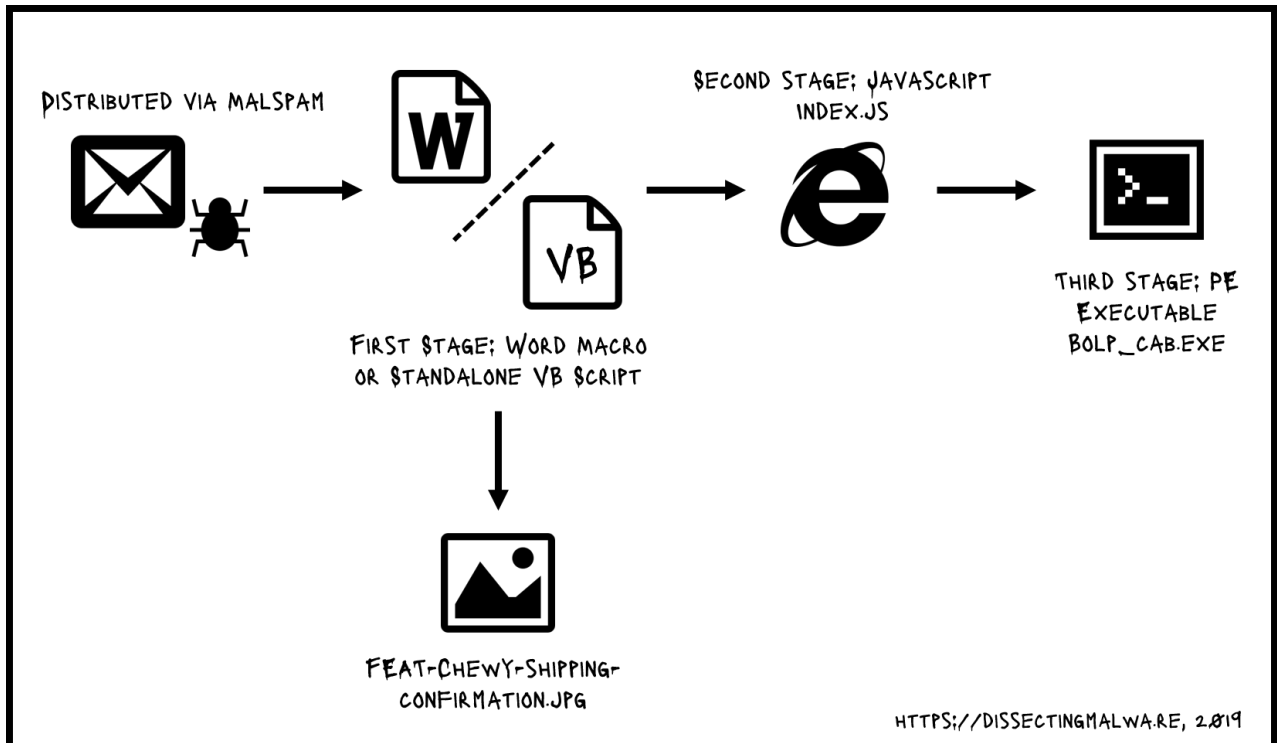 Distributed via Malspam
W
VB
First Stage: Word macro
or Standalone VB Script
Second Stage: JavaScript
index.js
>_
Third Stage: PE
Executable
bolp_cab.exe
feat-Chewy-Shipping-
confirmation.jpg
https://dissectingmalwa.re, 2019